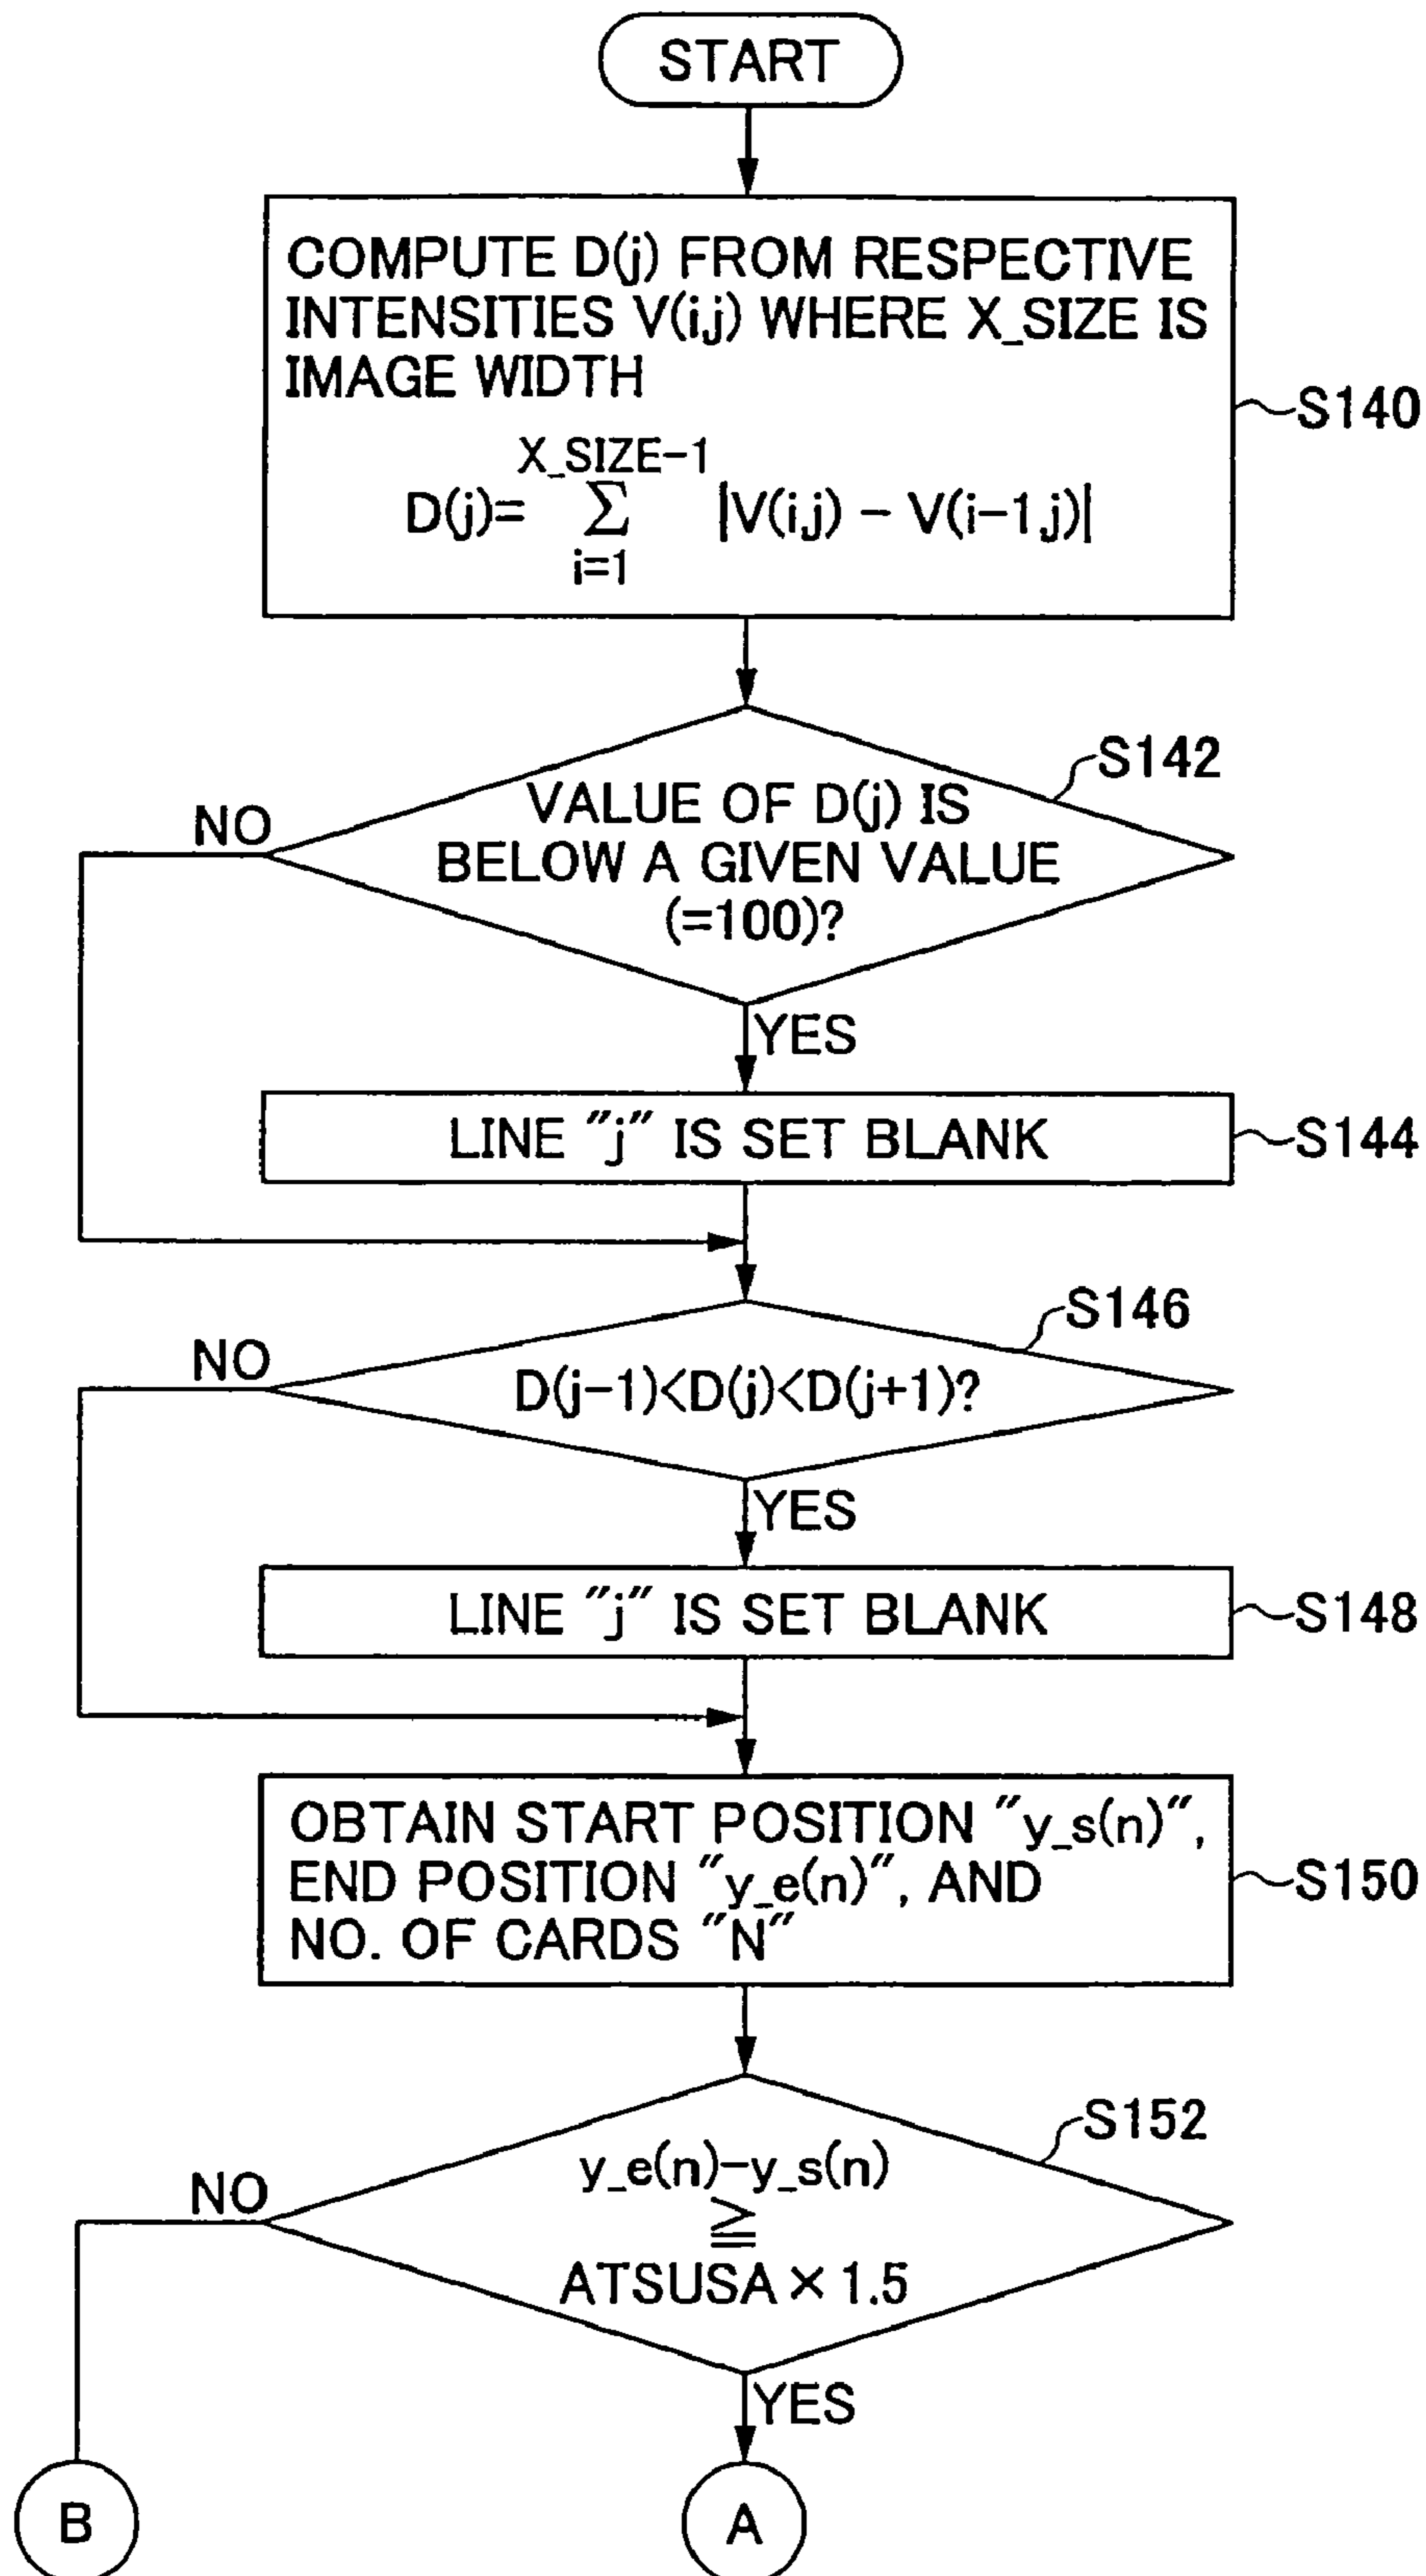 START
COMPUTE D(j) FROM RESPECTIVE
INTENSITIES V(i,j) WHERE X_SIZE IS
IMAGE WIDTH
X_SIZE-1
D(j)= Σ |V(i,j) - V(i-1,j)|
i=1
S140
S142
VALUE OF D(j) IS
BELOW A GIVEN VALUE
(=100)?
NO
YES
LINE "j" IS SET BLANK
S144
S146
D(j-1)<D(j)<D(j+1)?
NO
YES
LINE "j" IS SET BLANK
S148
OBTAIN START POSITION "y_s(n)",
END POSITION "y_e(n)", AND
NO. OF CARDS "N"
S150
S152
y_e(n)-y_s(n)
≧
ATSUSA × 1.5
NO
YES
B
A